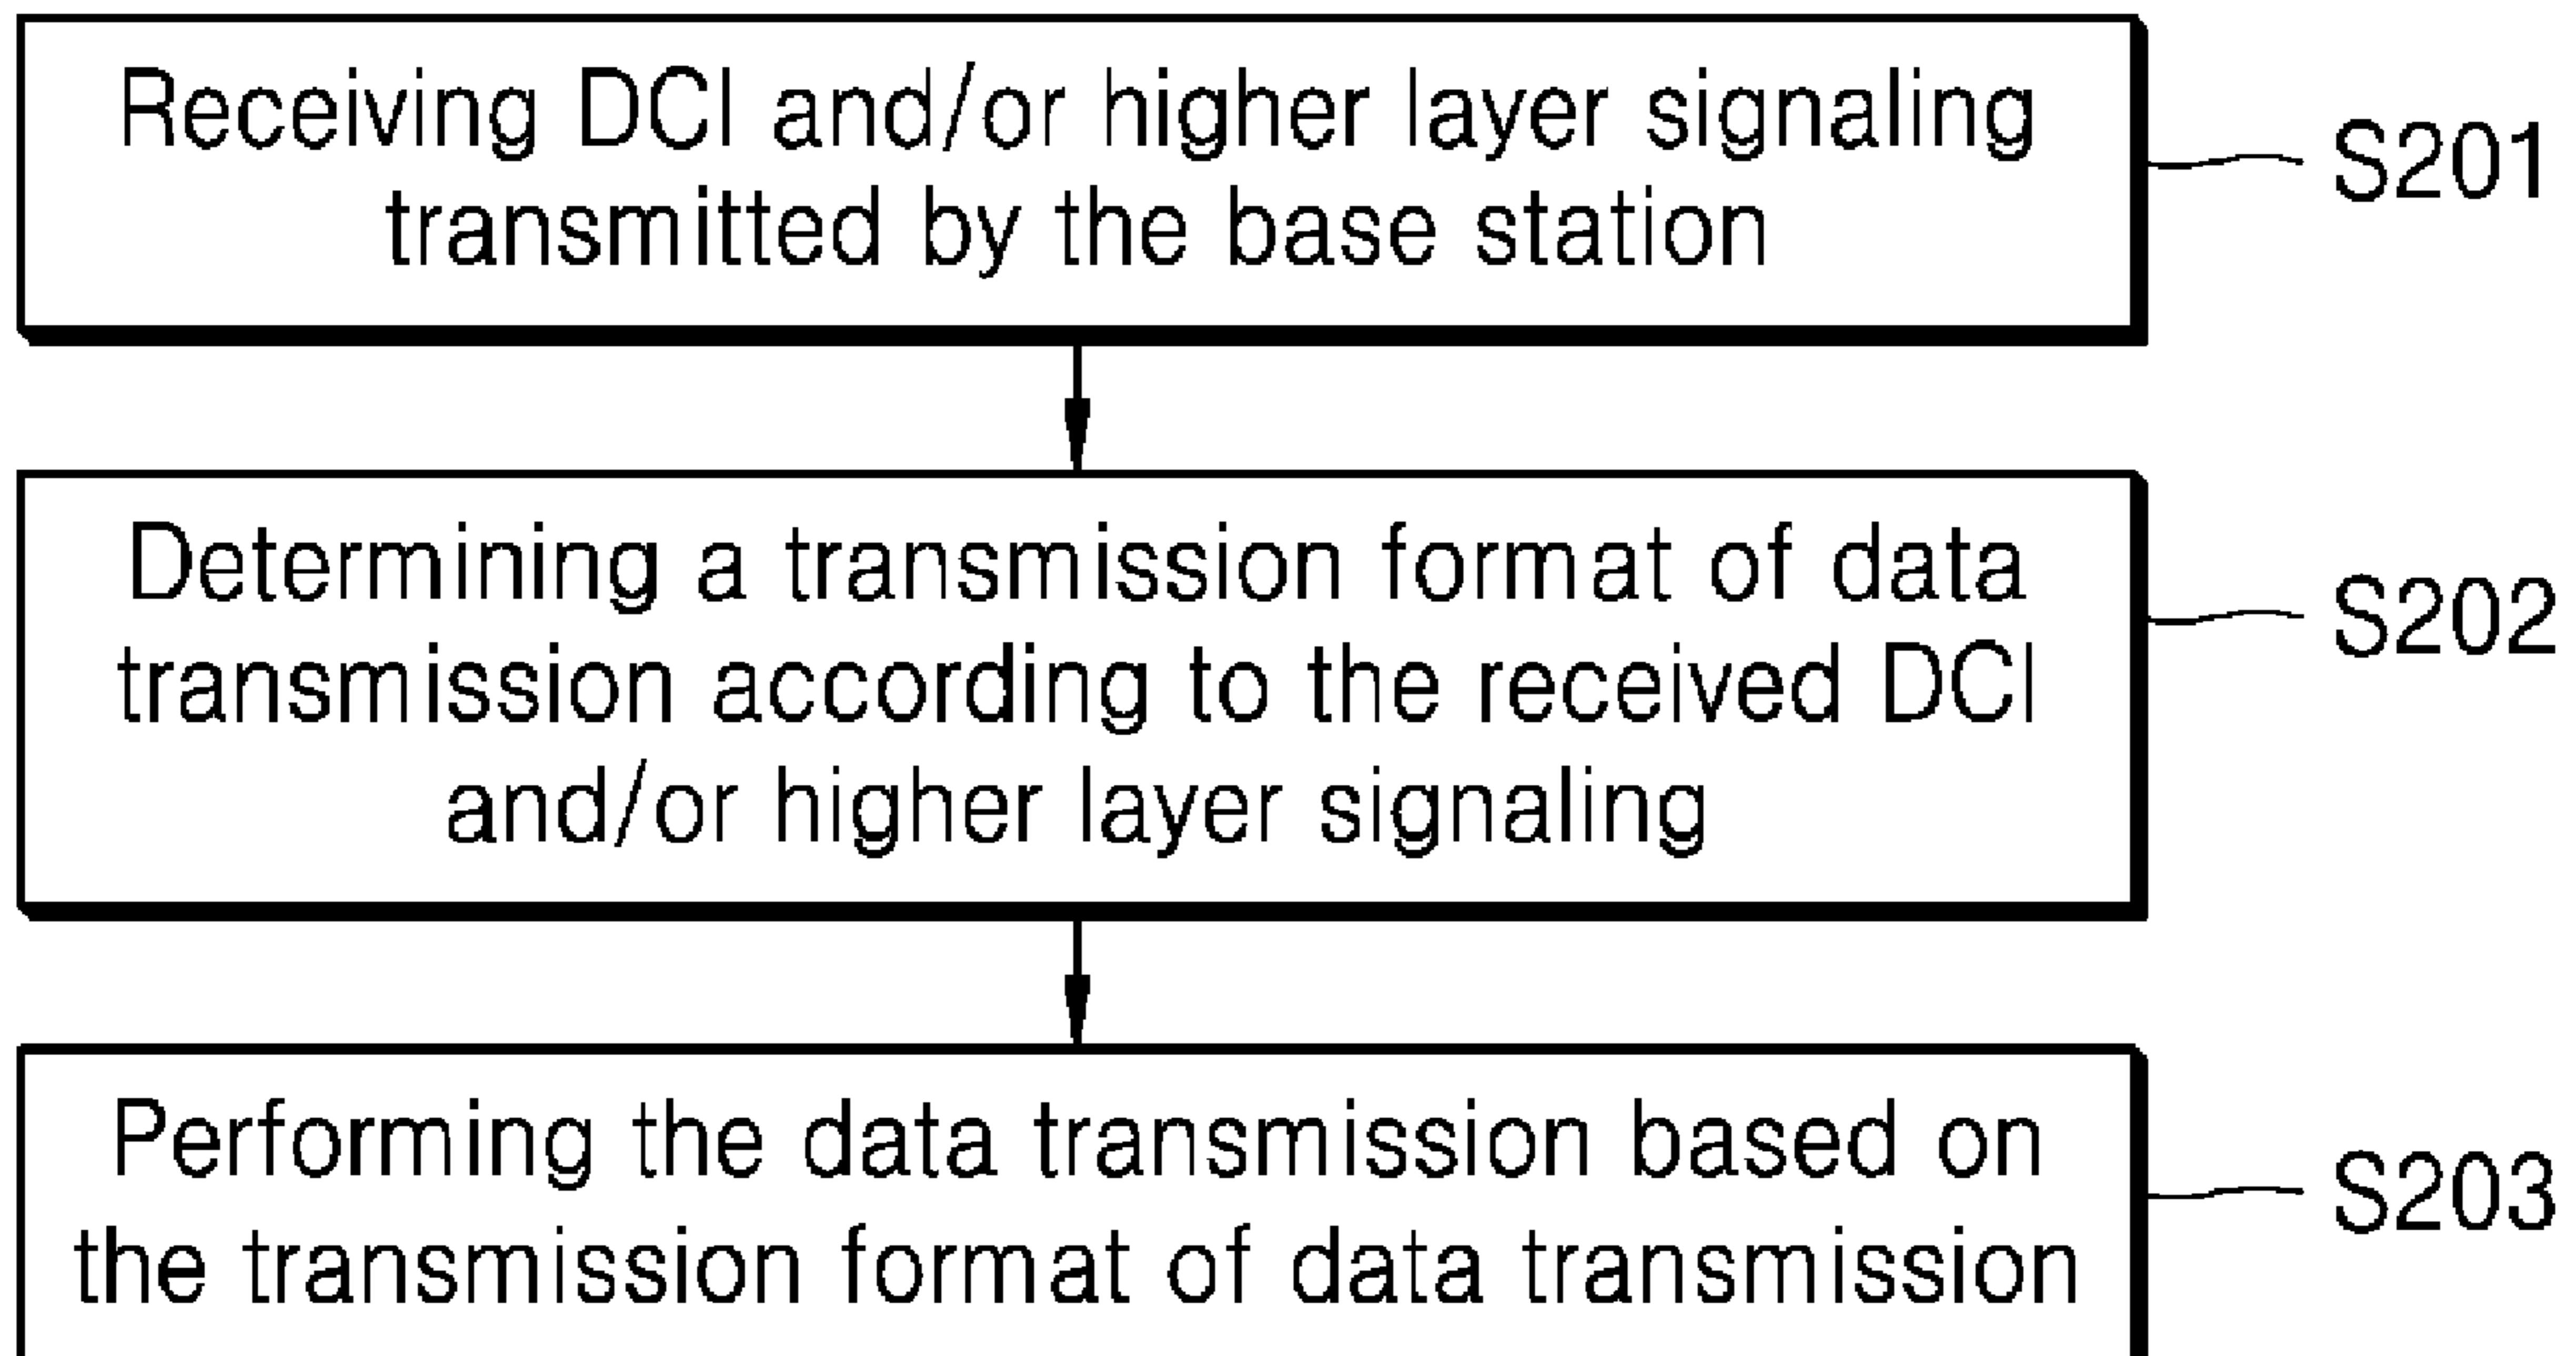 Receiving DCI and/or higher layer signaling
transmitted by the base station
S201
Determining a transmission format of data
transmission according to the received DCI
and/or higher layer signaling
S202
Performing the data transmission based on
the transmission format of data transmission
S203